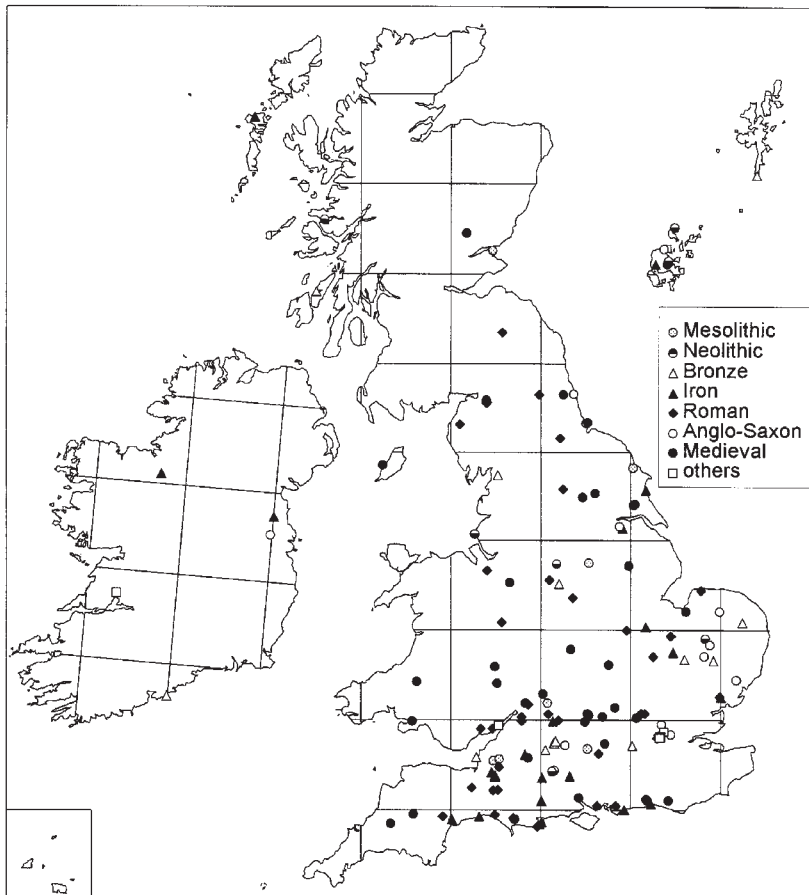 Mesolithic
Neolithic
Bronze
Iron
Roman
Anglo-Saxon
Medieval
others